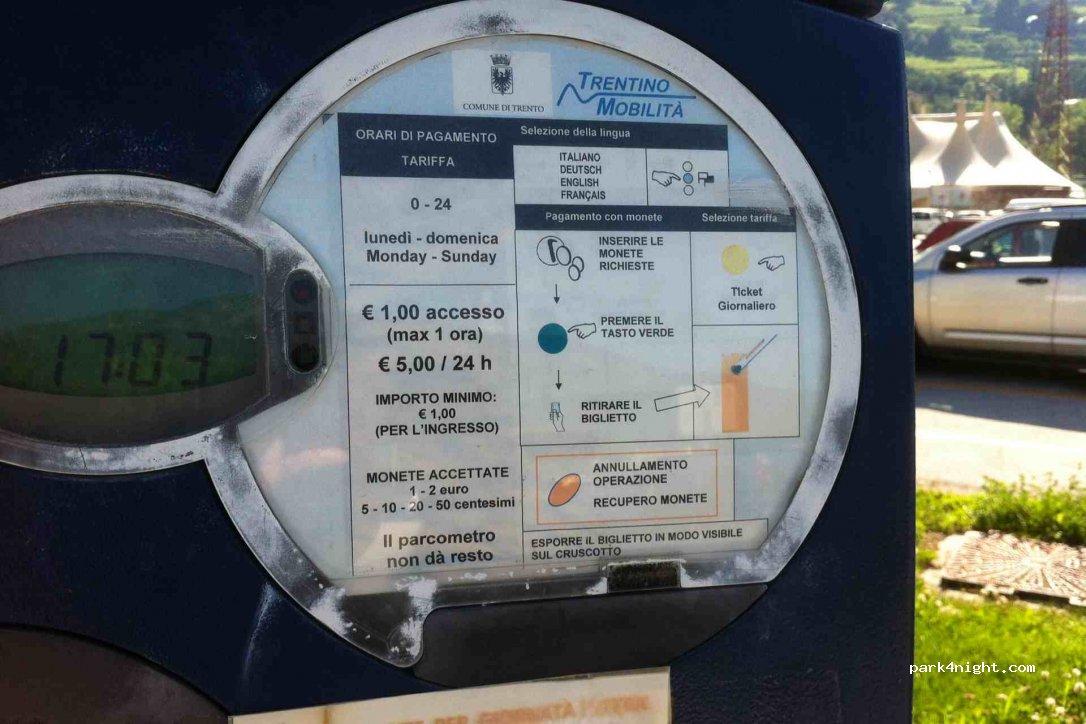 COMUNE DI TRENTO
TRENTINO
MOBILITÀ
ORARI DI PAGAMENTO
TARIFFA
0 - 24
lunedì - domenica
Monday - Sunday
€ 1,00 accesso
(max 1 ora)
€ 5,00 / 24 h
IMPORTO MINIMO:
€ 1,00
(PER L'INGRESSO)
MONETE ACCETTATE
1 - 2 euro
5 - 10 - 20 - 50 centesimi
Il parcometro
non dà resto
Selezione della lingua
ITALIANO
DEUTSCH
ENGLISH
FRANÇAIS
Pagamento con monete
INSERIRE LE
MONETE
RICHIESTE
PREMERE IL
TASTO VERDE
RITIRARE IL
BIGLIETTO
Selezione tariffa
Ticket
Giornaliero
ANNULLAMENTO
OPERAZIONE
RECUPERO MONETE
ESPORRE IL BIGLIETTO IN MODO VISIBILE
SUL CRUSCOTTO
17:03
PER GIORNATA
park4night.com